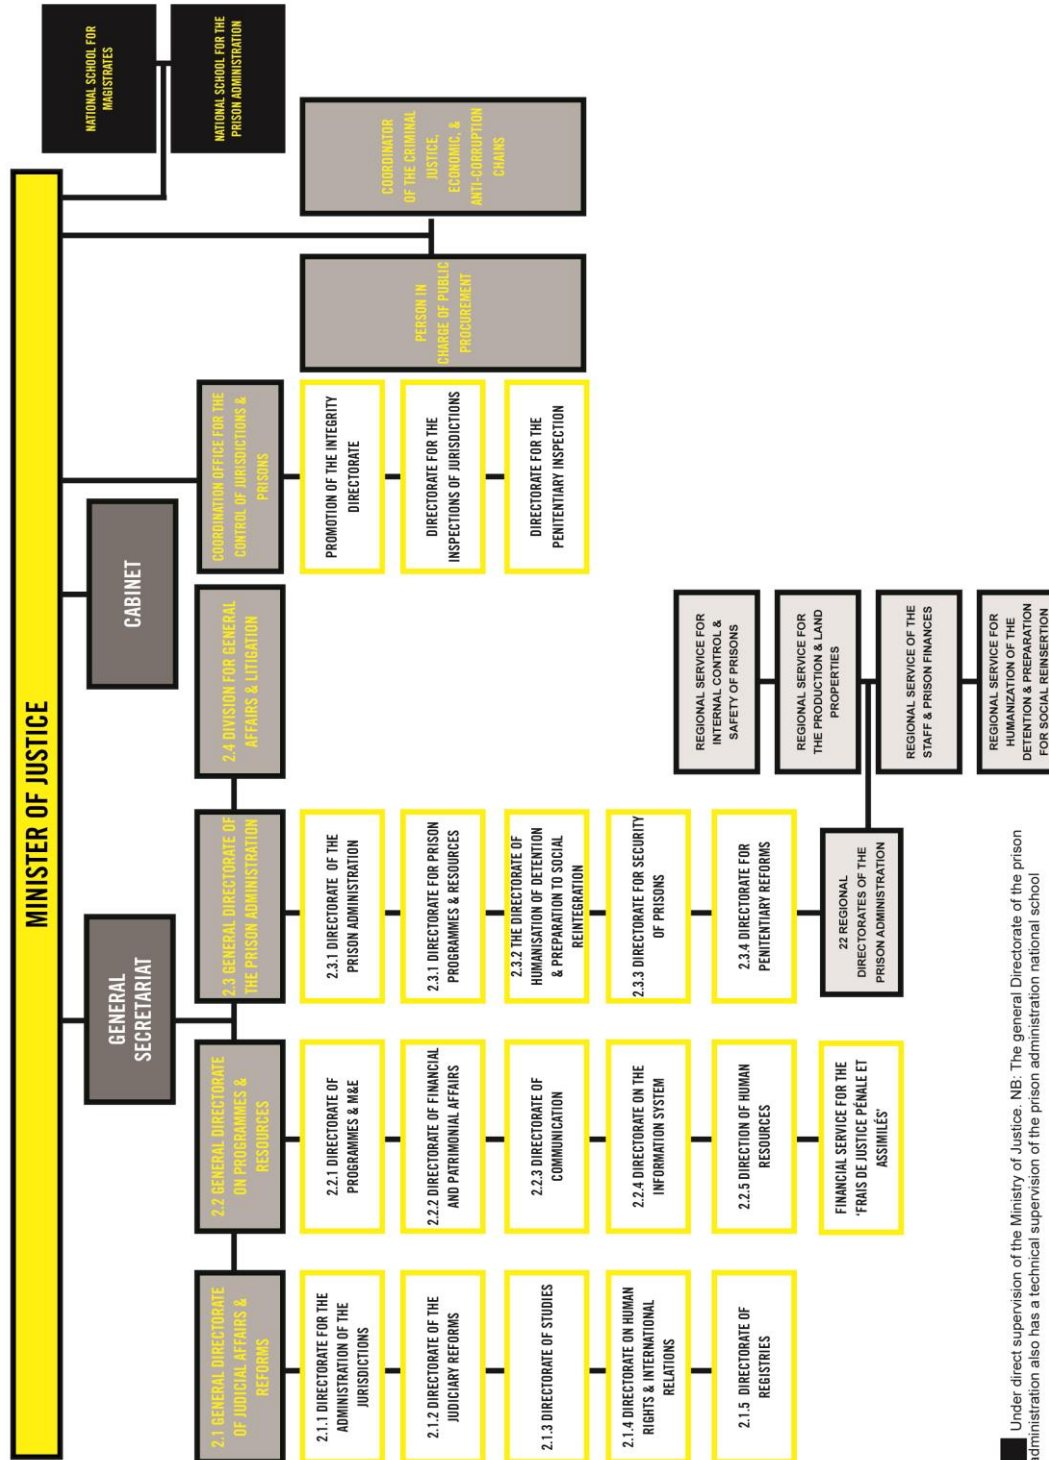 MINISTER OF JUSTICE
NATIONAL SCHOOL FOR
MAGISTRATES
NATIONAL SCHOOL FOR THE
PRISON ADMINISTRATION
GENERAL
SECRETARIAT
CABINET
2.1 GENERAL DIRECTORATE
OF JUDICIAL AFFAIRS &
REFORMS
2.2 GENERAL DIRECTORATE
ON PROGRAMMES &
RESOURCES
2.3 GENERAL DIRECTORATE OF
THE PRISON ADMINISTRATION
2.4 DIVISION FOR GENERAL
AFFAIRS & LITIGATION
COORDINATION OFFICE FOR THE
CONTROL OF JURISDICTIONS &
PRISONS
PERSON IN
CHARGE OF PUBLIC
PROCUREMENT
COORDINATOR
OF THE CRIMINAL
JUSTICE,
ECONOMIC, &
ANTI-CORRUPTION
CHAINS
2.1.1 DIRECTORATE FOR THE
ADMINISTRATION OF THE
JURISDICTIONS
2.1.2 DIRECTORATE OF THE
JUDICIARY REFORMS
2.1.3 DIRECTORATE OF STUDIES
2.1.4 DIRECTORATE ON HUMAN
RIGHTS & INTERNATIONAL
RELATIONS
2.1.5 DIRECTORATE OF
REGISTRIES
2.2.1 DIRECTORATE OF
PROGRAMMES & M&E
2.2.2 DIRECTORATE OF FINANCIAL
AND PATRIMONIAL AFFAIRS
2.2.3 DIRECTORATE OF
COMMUNICATION
2.2.4 DIRECTORATE ON THE
INFORMATION SYSTEM
2.2.5 DIRECTION OF HUMAN
RESOURCES
FINANCIAL SERVICE FOR THE
'FRAIS DE JUSTICE PÉNALE ET
ASSIMILÉS'
2.3.1 DIRECTORATE OF THE
PRISON ADMINISTRATION
2.3.1 DIRECTORATE FOR PRISON
PROGRAMMES & RESOURCES
2.3.2 THE DIRECTORATE OF
HUMANISATION OF DETENTION
& PREPARATION TO SOCIAL
REINTEGRATION
2.3.3 DIRECTORATE FOR SECURITY
OF PRISONS
2.3.4 DIRECTORATE FOR
PENITENTIARY REFORMS
22 REGIONAL
DIRECTORATES OF THE
PRISON ADMINISTRATION
PROMOTION OF THE INTEGRITY
DIRECTORATE
DIRECTORATE FOR THE
INSPECTIONS OF JURISDICTIONS
DIRECTORATE FOR THE
PENITENTIARY INSPECTION
REGIONAL SERVICE FOR
INTERNAL CONTROL &
SAFETY OF PRISONS
REGIONAL SERVICE FOR
THE PRODUCTION & LAND
PROPERTIES
REGIONAL SERVICE OF THE
STAFF & PRISON FINANCES
REGIONAL SERVICE FOR
HUMANIZATION OF THE
DETENTION & PREPARATION
FOR SOCIAL REINSERTION
Under direct supervision of the Ministry of Justice. NB: The general Directorate of the prison
administration also has a technical supervision of the prison administration national school